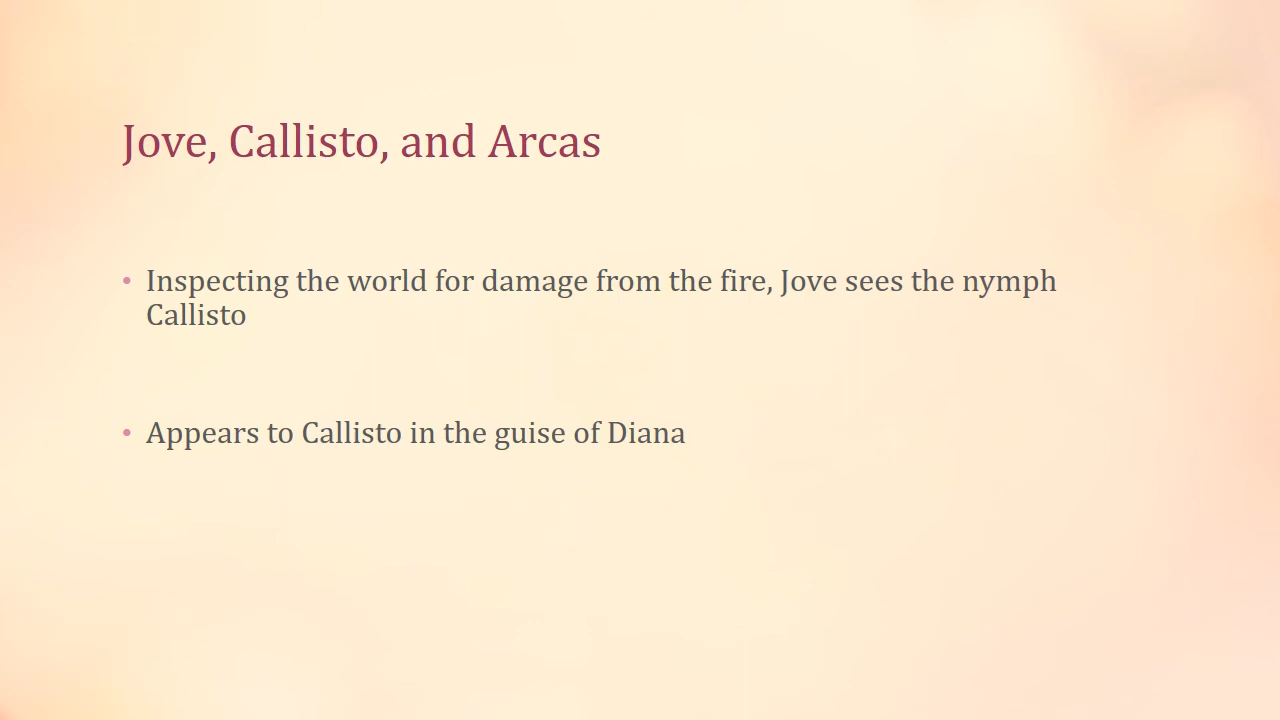 Jove, Callisto, and Arcas
• Inspecting the world for damage from the fire, Jove sees the nymph
Callisto
• Appears to Callisto in the guise of Diana